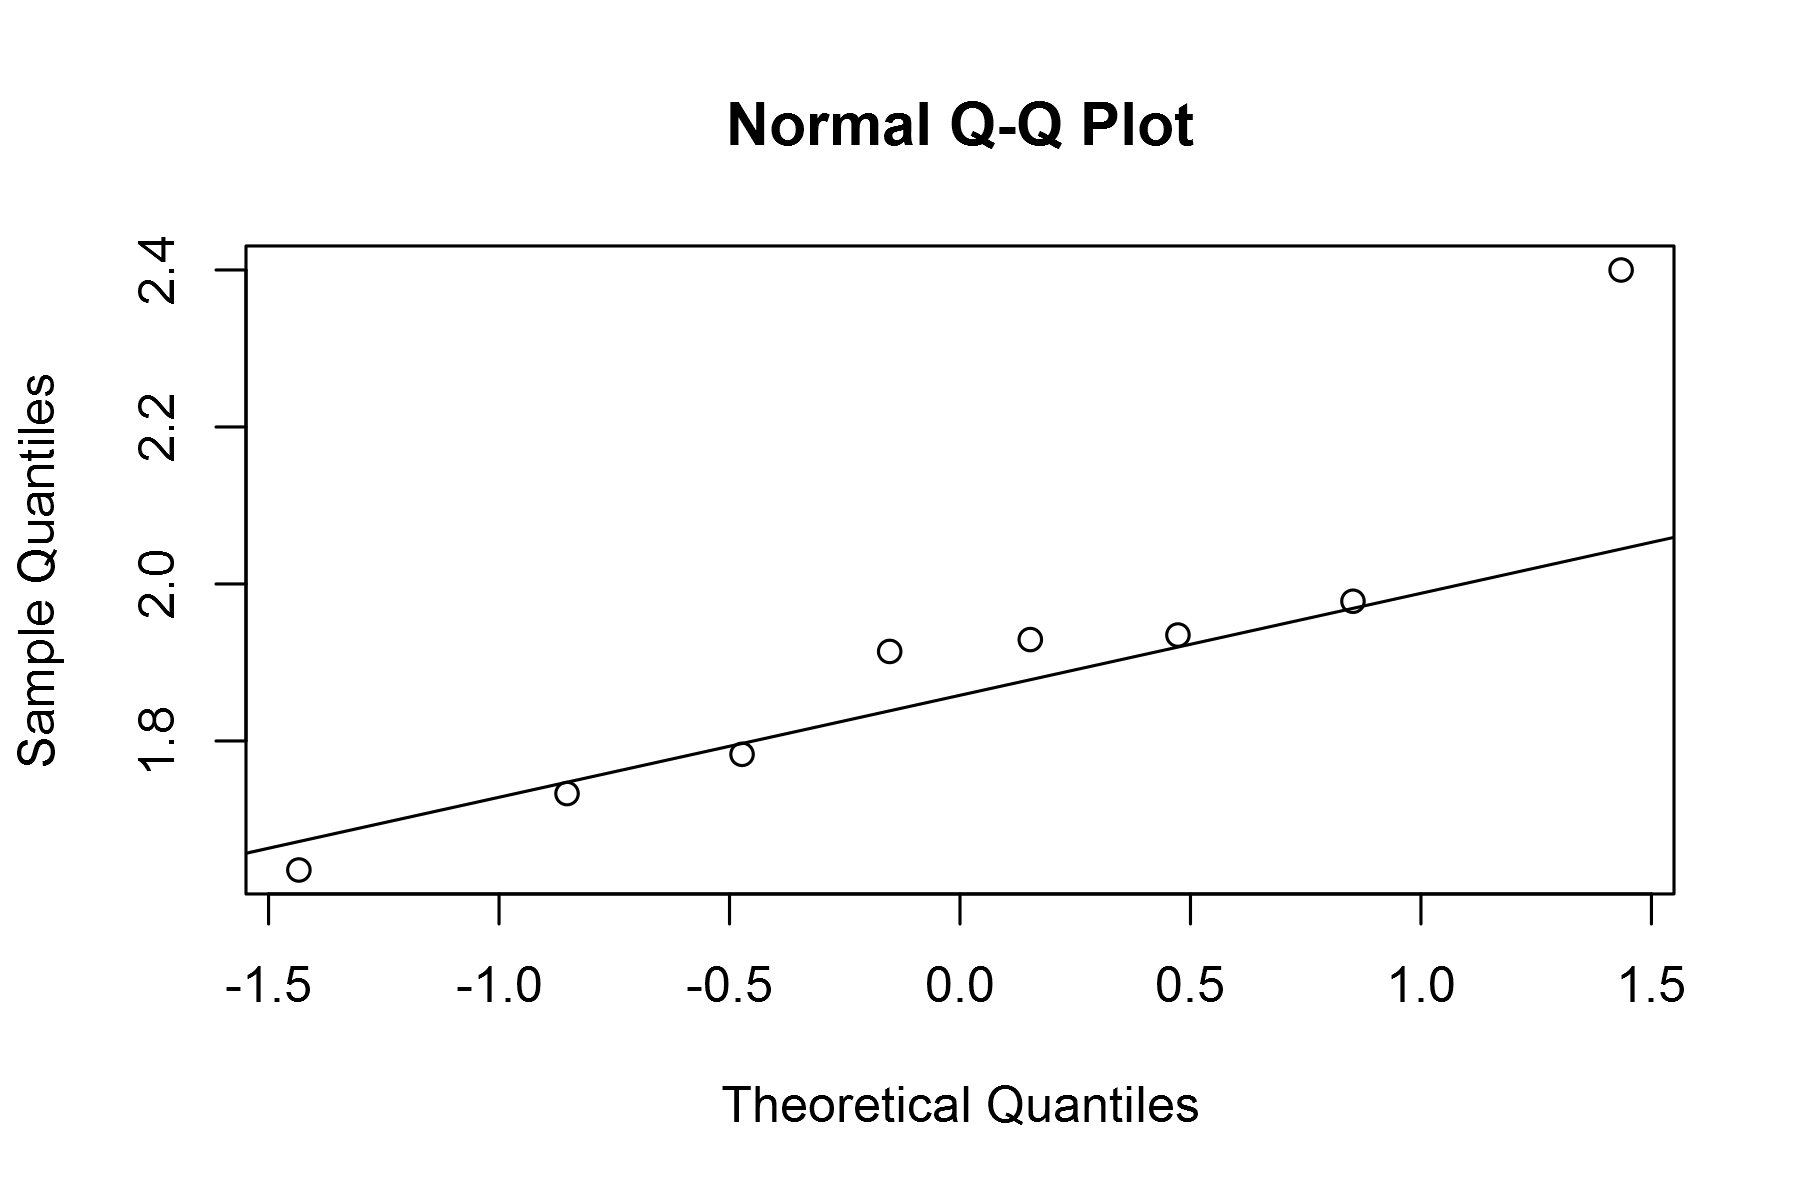 Normal Q-Q Plot
Sample Quantiles
2.4
2.2
2.0
1.8
-1.5 -1.0 -0.5 0.0 0.5 1.0 1.5
Theoretical Quantiles